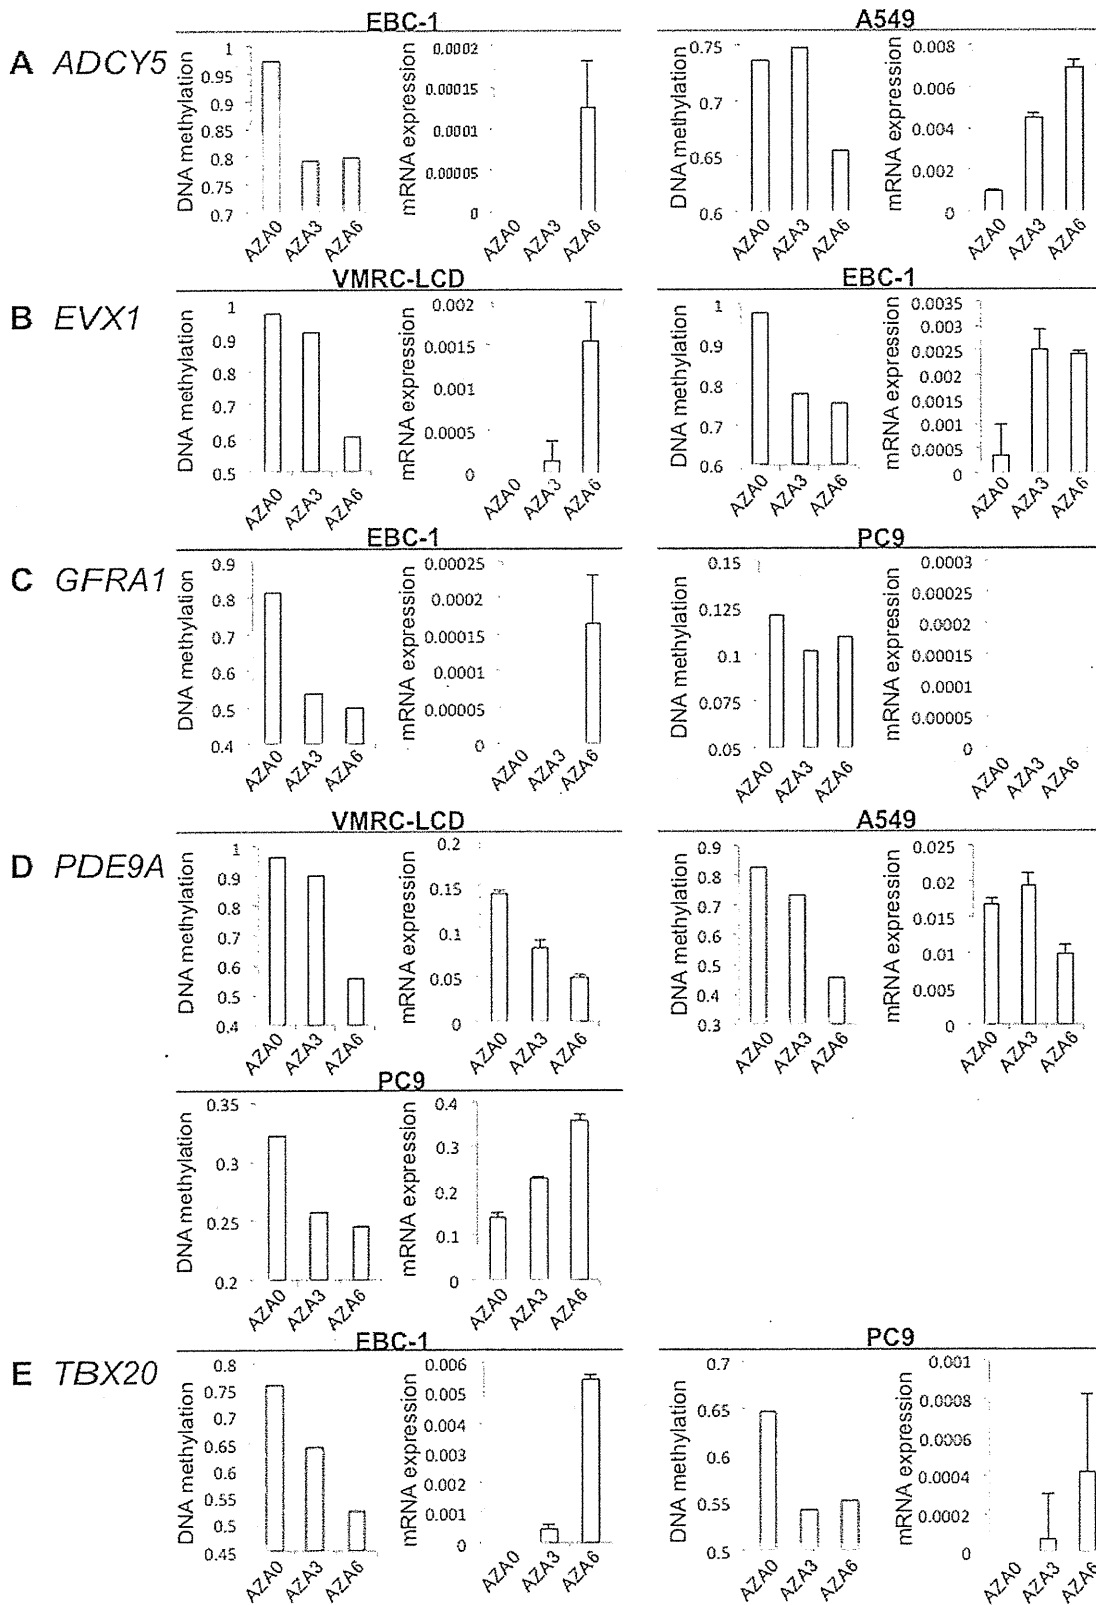 EBC-1
A549
A ADCY5
DNA methylation
1
0.95
0.9
0.85
0.8
0.75
0.7
AZA0
AZA3
AZA6
mRNA expression
0.0002
0.00015
0.0001
0.00005
0
AZA0
AZA3
AZA6
DNA methylation
0.75
0.7
0.65
0.6
AZA0
AZA3
AZA6
mRNA expression
0.008
0.006
0.004
0.002
0
AZA0
AZA3
AZA6
VMRC-LCD
EBC-1
B EVX1
DNA methylation
1
0.9
0.8
0.7
0.6
0.5
AZA0
AZA3
AZA6
mRNA expression
0.002
0.0015
0.001
0.0005
0
AZA0
AZA3
AZA6
DNA methylation
1
0.9
0.8
0.7
0.6
AZA0
AZA3
AZA6
mRNA expression
0.0035
0.003
0.0025
0.002
0.0015
0.001
0.0005
0
AZA0
AZA3
AZA6
EBC-1
PC9
C GFRA1
DNA methylation
0.9
0.8
0.7
0.6
0.5
0.4
AZA0
AZA3
AZA6
mRNA expression
0.00025
0.0002
0.00015
0.0001
0.00005
0
AZA0
AZA3
AZA6
DNA methylation
0.15
0.125
0.1
0.075
0.05
AZA0
AZA3
AZA6
mRNA expression
0.0003
0.00025
0.0002
0.00015
0.0001
0.00005
0
AZA0
AZA3
AZA6
VMRC-LCD
A549
D PDE9A
DNA methylation
1
0.9
0.8
0.7
0.6
0.5
0.4
AZA0
AZA3
AZA6
mRNA expression
0.2
0.15
0.1
0.05
0
AZA0
AZA3
AZA6
DNA methylation
0.9
0.8
0.7
0.6
0.5
0.4
0.3
AZA0
AZA3
AZA6
mRNA expression
0.025
0.02
0.015
0.01
0.005
0
AZA0
AZA3
AZA6
PC9
DNA methylation
0.35
0.3
0.25
0.2
AZA0
AZA3
AZA6
mRNA expression
0.4
0.3
0.2
0.1
0
AZA0
AZA3
AZA6
EBC-1
PC9
E TBX20
DNA methylation
0.8
0.75
0.7
0.65
0.6
0.55
0.5
0.45
AZA0
AZA3
AZA6
mRNA expression
0.006
0.005
0.004
0.003
0.002
0.001
0
AZA0
AZA3
AZA6
DNA methylation
0.7
0.65
0.6
0.55
0.5
AZA0
AZA3
AZA6
mRNA expression
0.001
0.0008
0.0006
0.0004
0.0002
0
AZA0
AZA3
AZA6